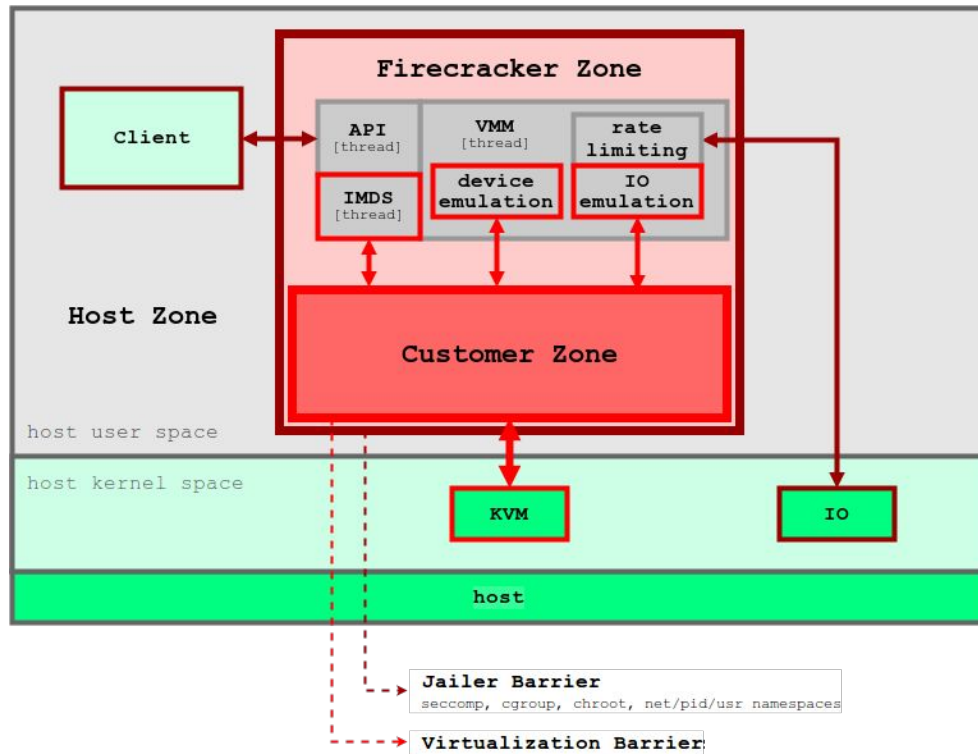 Firecracker Zone
Client
API
[thread]
VMM
[thread]
rate
limiting
IMDS
[thread]
device
emulation
IO
emulation
Host Zone
Customer Zone
host user space
host kernel space
KVM
IO
host
Jailer Barrier
seccomp, cgroup, chroot, net/pid/usr namespaces
Virtualization Barrier